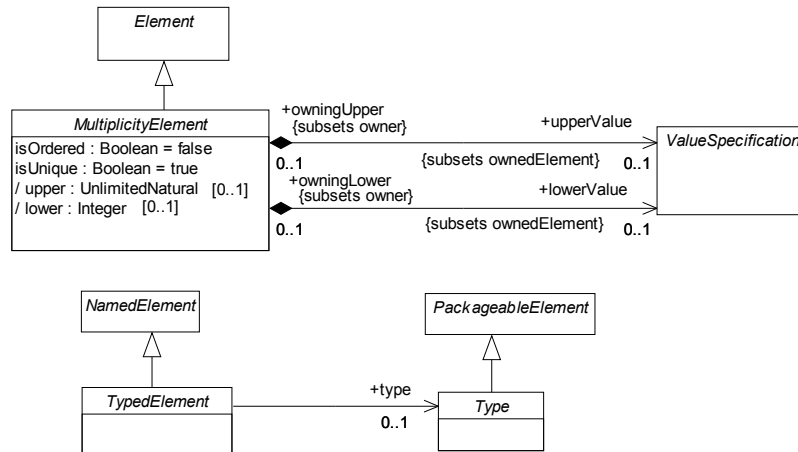 Element
MultiplicityElement
isOrdered : Boolean = false
isUnique : Boolean = true
/ upper : UnlimitedNatural [0..1]
/ lower : Integer [0..1]
+owningUpper
{subsets owner}
0..1
+upperValue
{subsets ownedElement}
0..1
+owningLower
{subsets owner}
0..1
+lowerValue
{subsets ownedElement}
0..1
ValueSpecification
NamedElement
PackageableElement
TypedElement
+type
0..1
Type